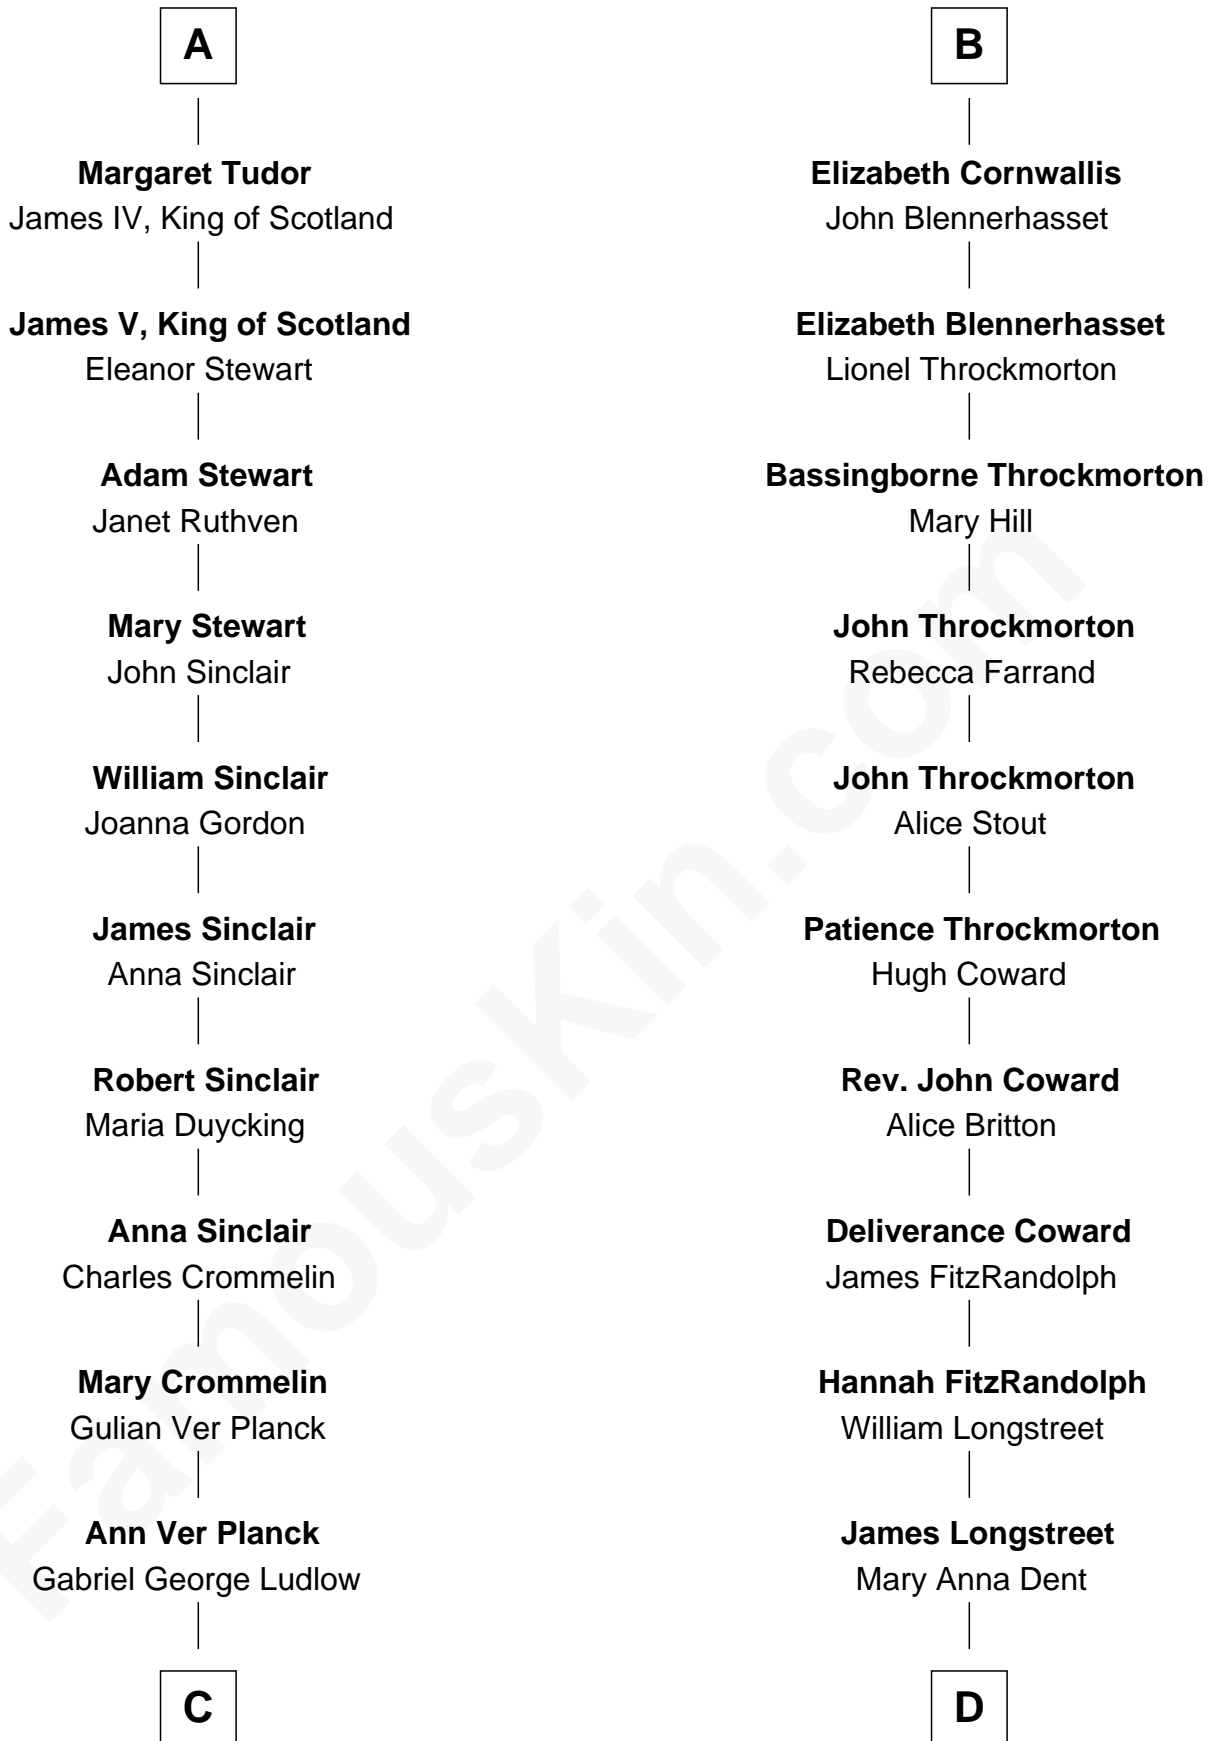 A
Margaret Tudor
James IV, King of Scotland
James V, King of Scotland
Eleanor Stewart
Adam Stewart
Janet Ruthven
Mary Stewart
John Sinclair
William Sinclair
Joanna Gordon
James Sinclair
Anna Sinclair
Robert Sinclair
Maria Duycking
Anna Sinclair
Charles Crommelin
Mary Crommelin
Gulian Ver Planck
Ann Ver Planck
Gabriel George Ludlow
C
B
Elizabeth Cornwallis
John Blennerhasset
Elizabeth Blennerhasset
Lionel Throckmorton
Bassingborne Throckmorton
Mary Hill
John Throckmorton
Rebecca Farrand
John Throckmorton
Alice Stout
Patience Throckmorton
Hugh Coward
Rev. John Coward
Alice Britton
Deliverance Coward
James FitzRandolph
Hannah FitzRandolph
William Longstreet
James Longstreet
Mary Anna Dent
D
FamousKin.com